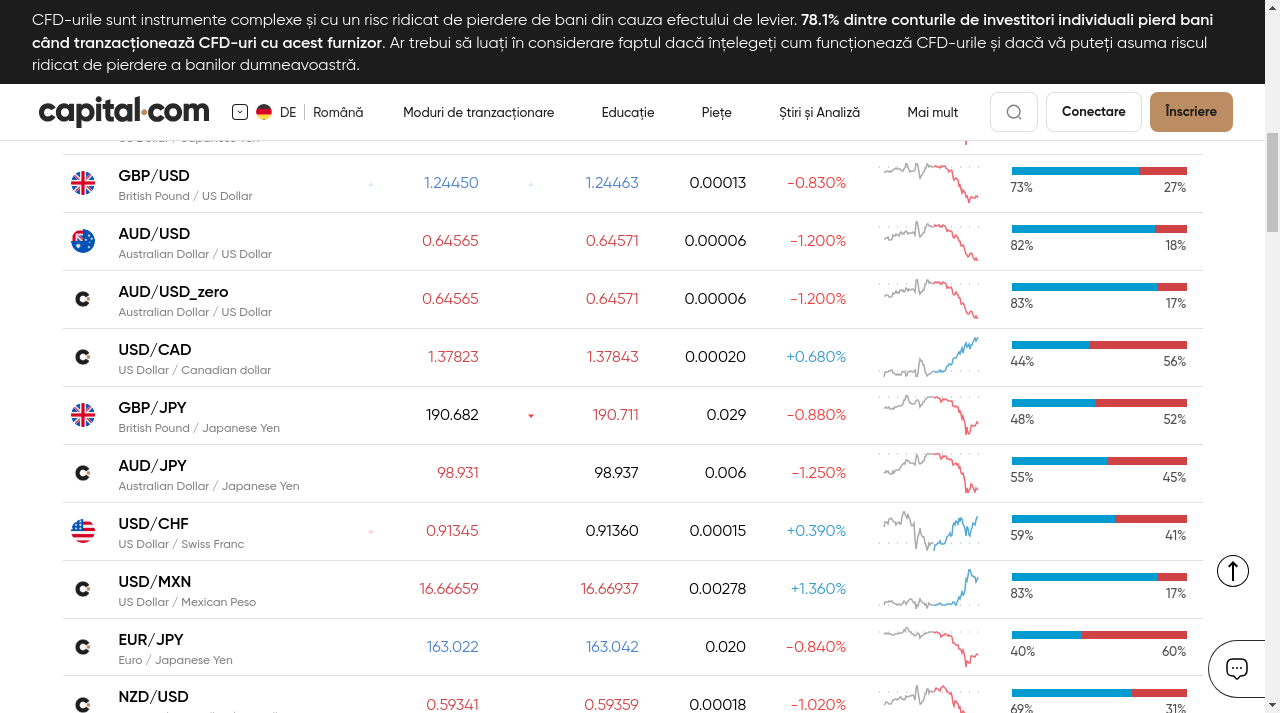 CFD-urile sunt instrumente complexe și cu un risc ridicat de pierdere de bani din cauza efectului de levier. 78.1% dintre conturile de investitori individuali pierd bani
când tranzacționează CFD-uri cu acest furnizor. Ar trebui să luați în considerare faptul dacă înțelegeți cum funcționează CFD-urile și dacă vă puteți asuma riscul
ridicat de pierdere a banilor dumneavoastră.
capital.com DE Română Moduri de tranzacționare Educație Piețe Știri și Analiză Mai mult Conectare Înscriere
GBP/USD 1.24450 1.24463 0.00013 -0.830% 73% 27%
British Pound / US Dollar
AUD/USD 0.64565 0.64571 0.00006 -1.200% 82% 18%
Australian Dollar / US Dollar
AUD/USD_zero 0.64565 0.64571 0.00006 -1.200% 83% 17%
Australian Dollar / US Dollar
USD/CAD 1.37823 1.37843 0.00020 +0.680% 44% 56%
US Dollar / Canadian dollar
GBP/JPY 190.682 190.711 0.029 -0.880% 48% 52%
British Pound / Japanese Yen
AUD/JPY 98.931 98.937 0.006 -1.250% 55% 45%
Australian Dollar / Japanese Yen
USD/CHF 0.91345 0.91360 0.00015 +0.390% 59% 41%
US Dollar / Swiss Franc
USD/MXN 16.66659 16.66937 0.00278 +1.360% 83% 17%
US Dollar / Mexican Peso
EUR/JPY 163.022 163.042 0.020 -0.840% 40% 60%
Euro / Japanese Yen
NZD/USD 0.59341 0.59359 0.00018 -1.020% 69% 31%